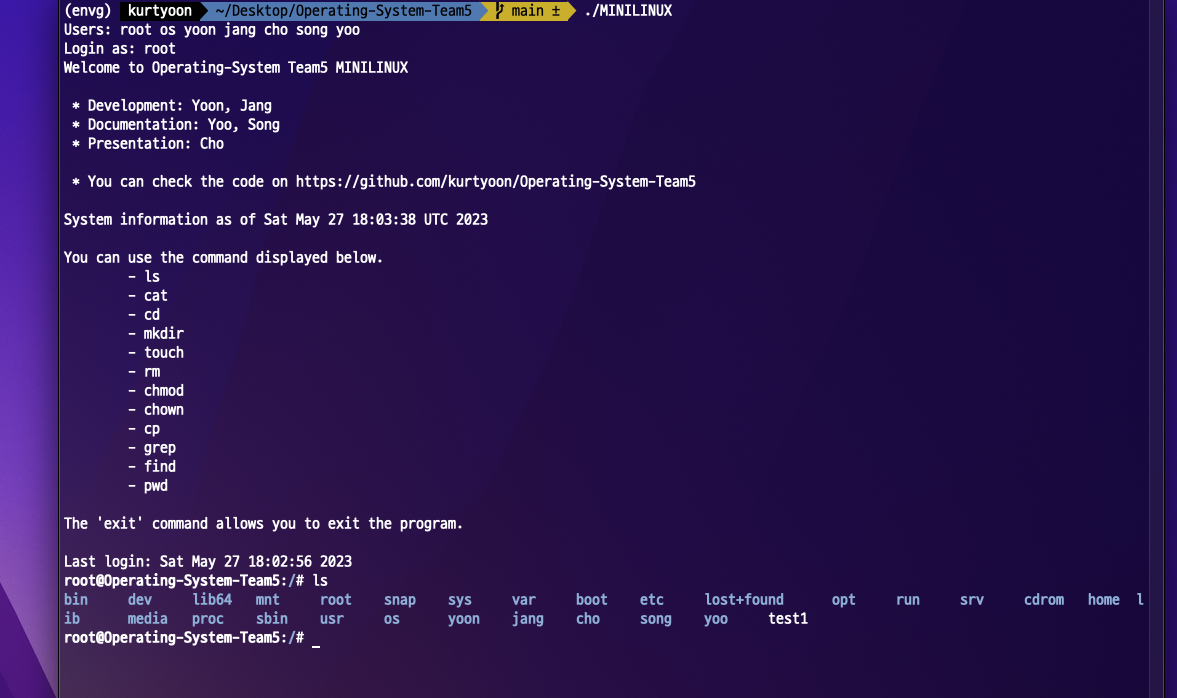 (envg) kurtyoon ~/Desktop/Operating-System-Team5 main ± ./MINILINUX
Users: root os yoon jang cho song yoo
Login as: root
Welcome to Operating-System Team5 MINILINUX
* Development: Yoon, Jang
* Documentation: Yoo, Song
* Presentation: Cho
* You can check the code on https://github.com/kurtyoon/Operating-System-Team5
System information as of Sat May 27 18:03:38 UTC 2023
You can use the command displayed below.
- ls
- cat
- cd
- mkdir
- touch
- rm
- chmod
- chown
- cp
- grep
- find
- pwd
The 'exit' command allows you to exit the program.
Last login: Sat May 27 18:02:56 2023
root@Operating-System-Team5:/# ls
bin dev lib64 mnt root snap sys var boot etc lost+found opt run srv cdrom home l
ib media proc sbin usr os yoon jang cho song yoo test1
root@Operating-System-Team5:/# _